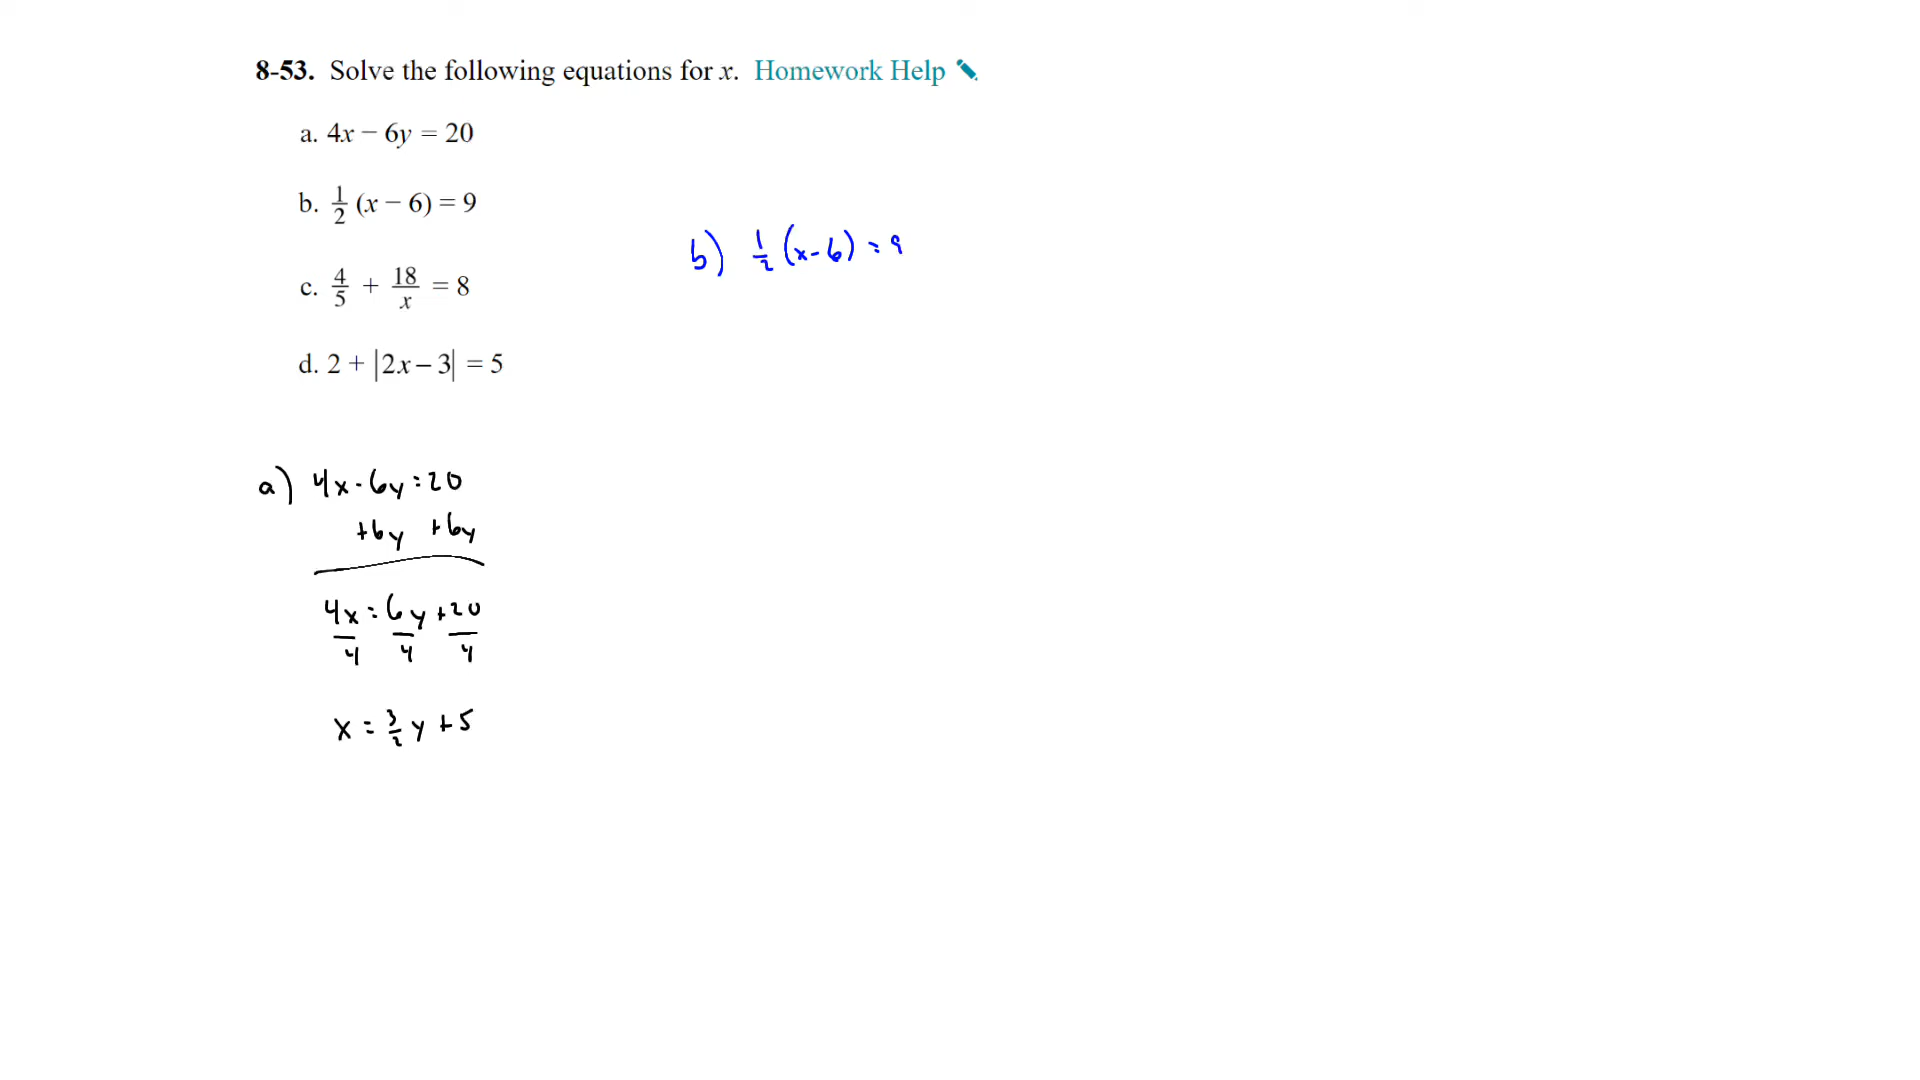 8-53. Solve the following equations for x. Homework Help
a. 4x − 6y = 20
b. 1/2 (x − 6) = 9
c. 4/5 + 18/x = 8
d. 2 + |2x − 3| = 5
b) 1/2 (x-6) = 9
a) 4x - 6y = 20
+6y +6y
4x = 6y + 20
4 4 4
x = 3/2 y + 5